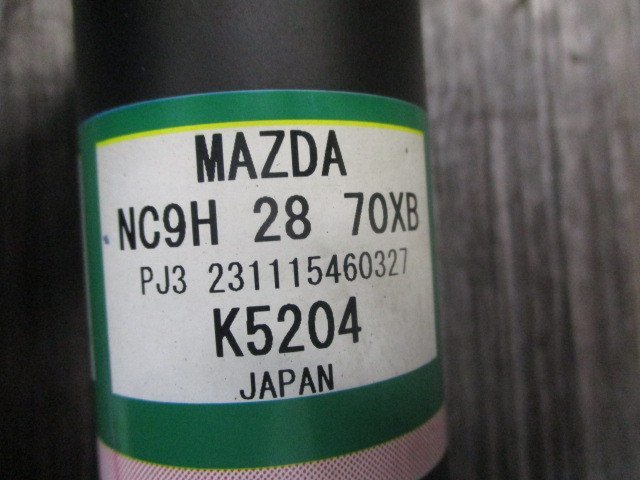 MAZDA
NC9H 28 70XB
PJ3 231115460327
K5204
JAPAN